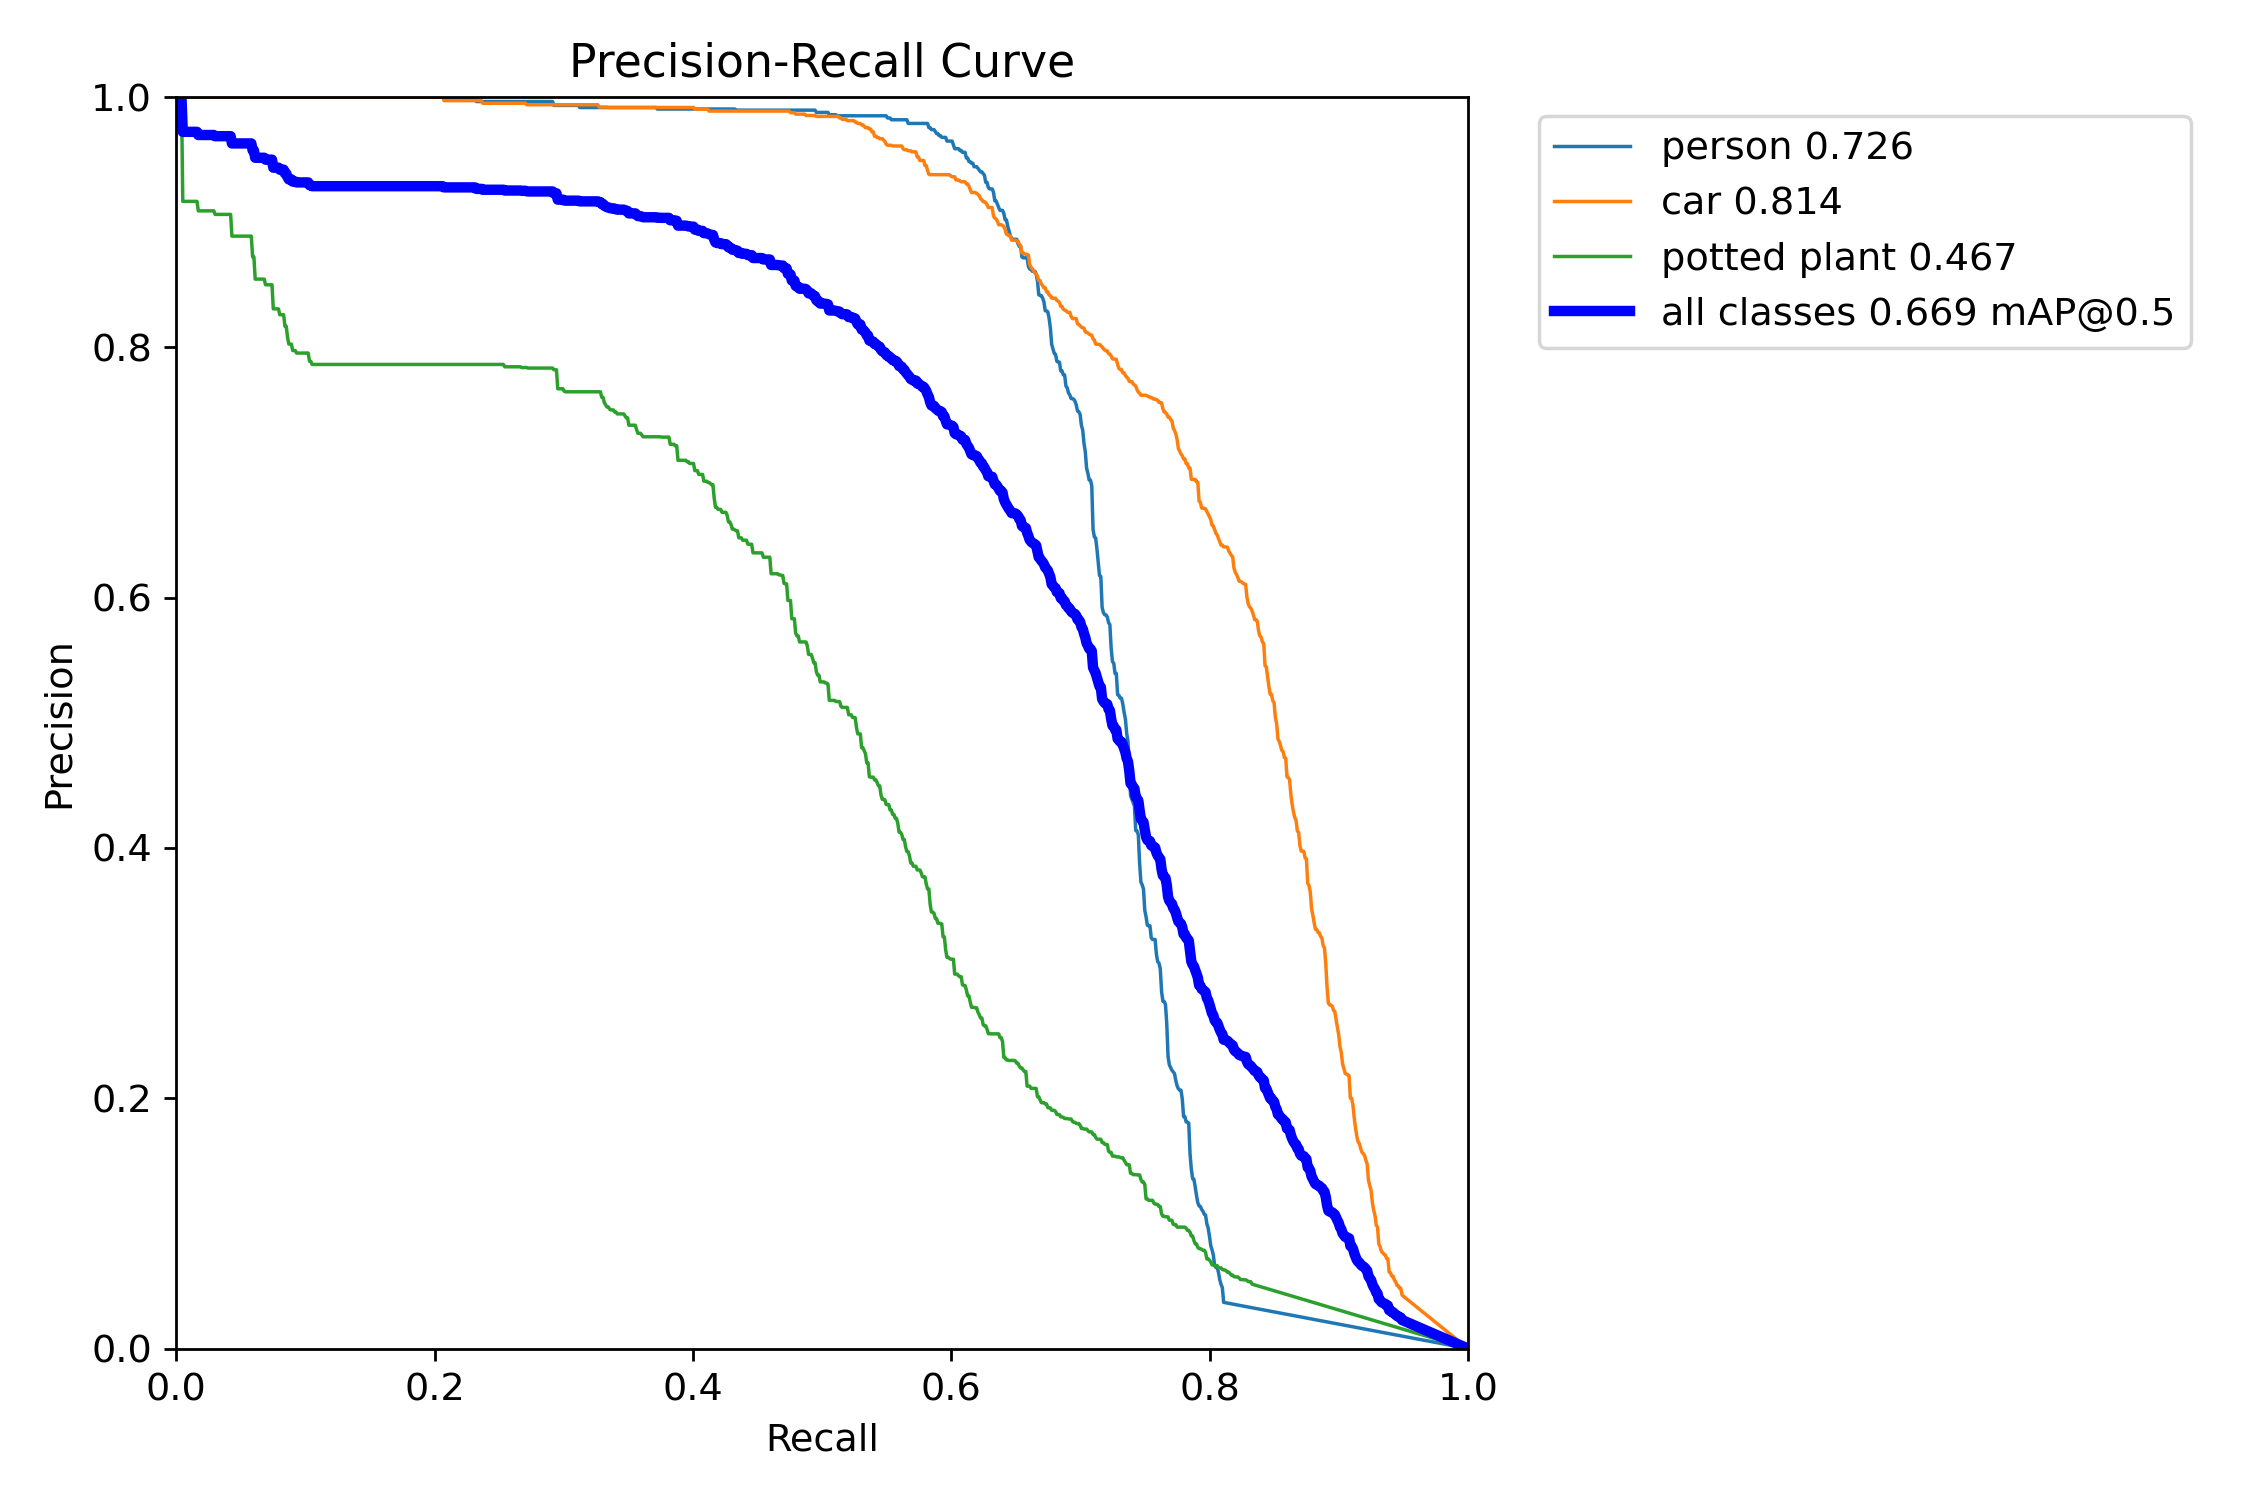 Precision-Recall Curve
1.0
0.8
0.6
0.4
0.2
0.0
Precision
0.0 0.2 0.4 0.6 0.8 1.0
Recall
person 0.726
car 0.814
potted plant 0.467
all classes 0.669 mAP@0.5